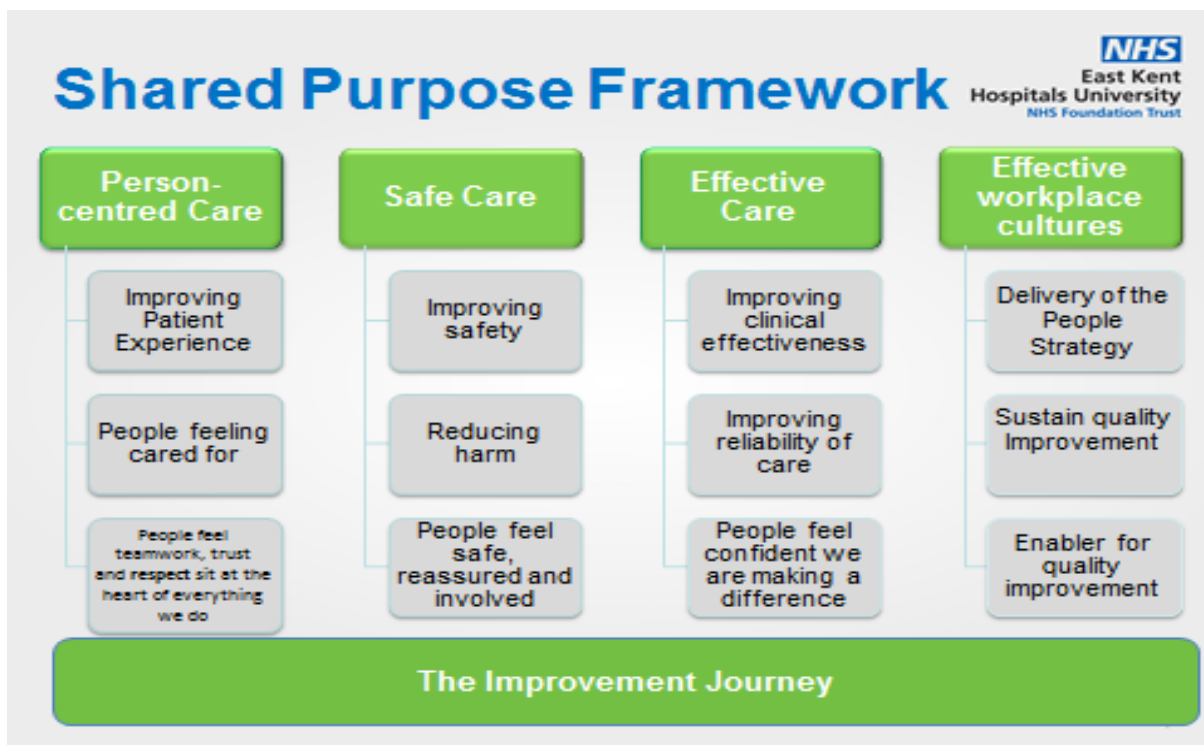 Shared Purpose Framework
NHS
East Kent
Hospitals University
NHS Foundation Trust
Person-
centred Care
Improving
Patient
Experience
People feeling
cared for
People feel
teamwork, trust
and respect sit at the
heart of everything
we do
Safe Care
Improving
safety
Reducing
harm
People feel
safe,
reassured and
involved
Effective
Care
Improving
clinical
effectiveness
Improving
reliability of
care
People feel
confident we
are making a
difference
Effective
workplace
cultures
Delivery of the
People
Strategy
Sustain quality
Improvement
Enabler for
quality
improvement
The Improvement Journey